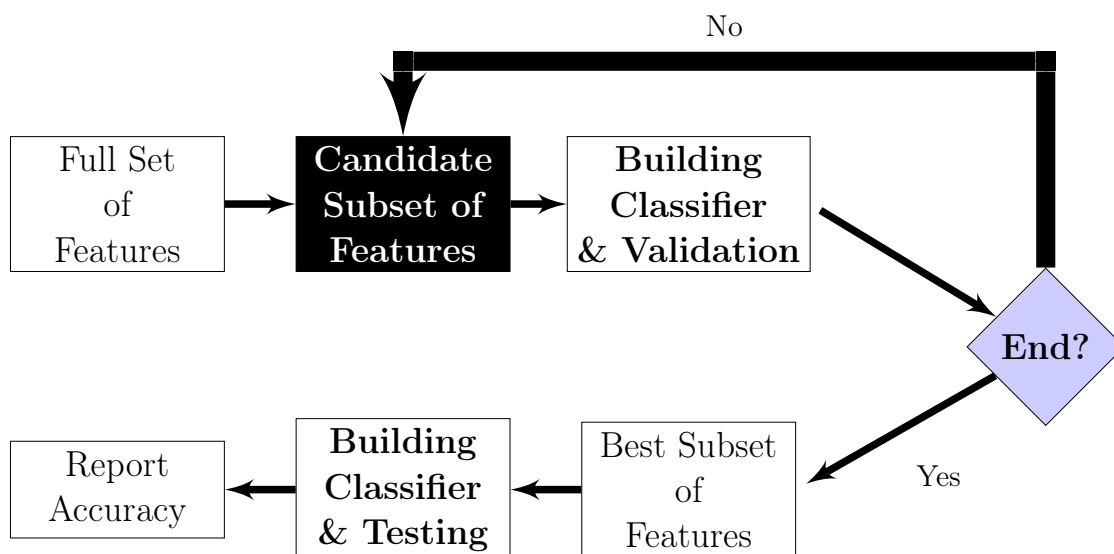 No
Full Set
of
Features
Candidate
Subset of
Features
Building
Classifier
& Validation
End?
Yes
Best Subset
of
Features
Building
Classifier
& Testing
Report
Accuracy